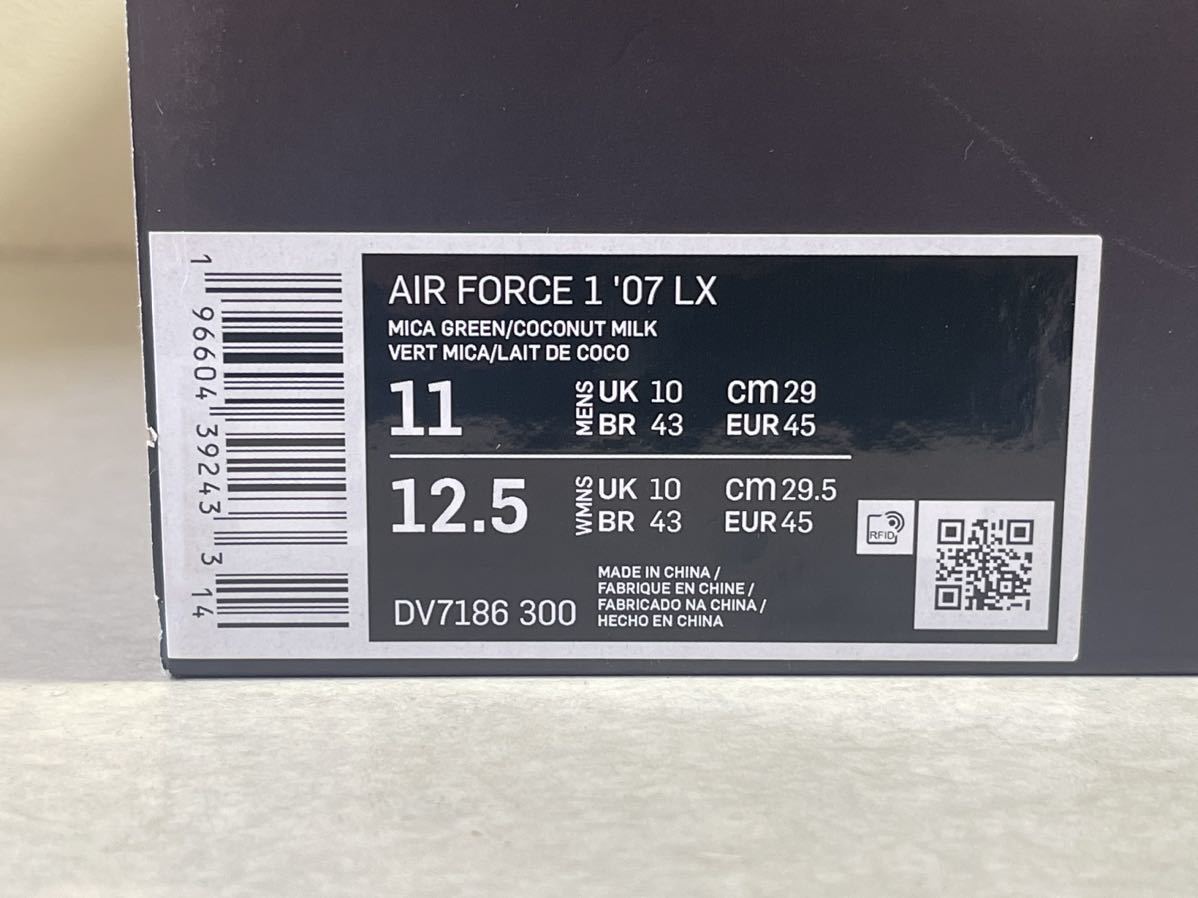 1 96604 39243 3 14
AIR FORCE 1 '07 LX
MICA GREEN/COCONUT MILK
VERT MICA/LAIT DE COCO
11 MENS UK 10 CM 29
BR 43 EUR 45
12.5 WMNS UK 10 CM 29.5
BR 43 EUR 45
RFID
DV7186 300
MADE IN CHINA /
FABRIQUE EN CHINE /
FABRICADO NA CHINA /
HECHO EN CHINA